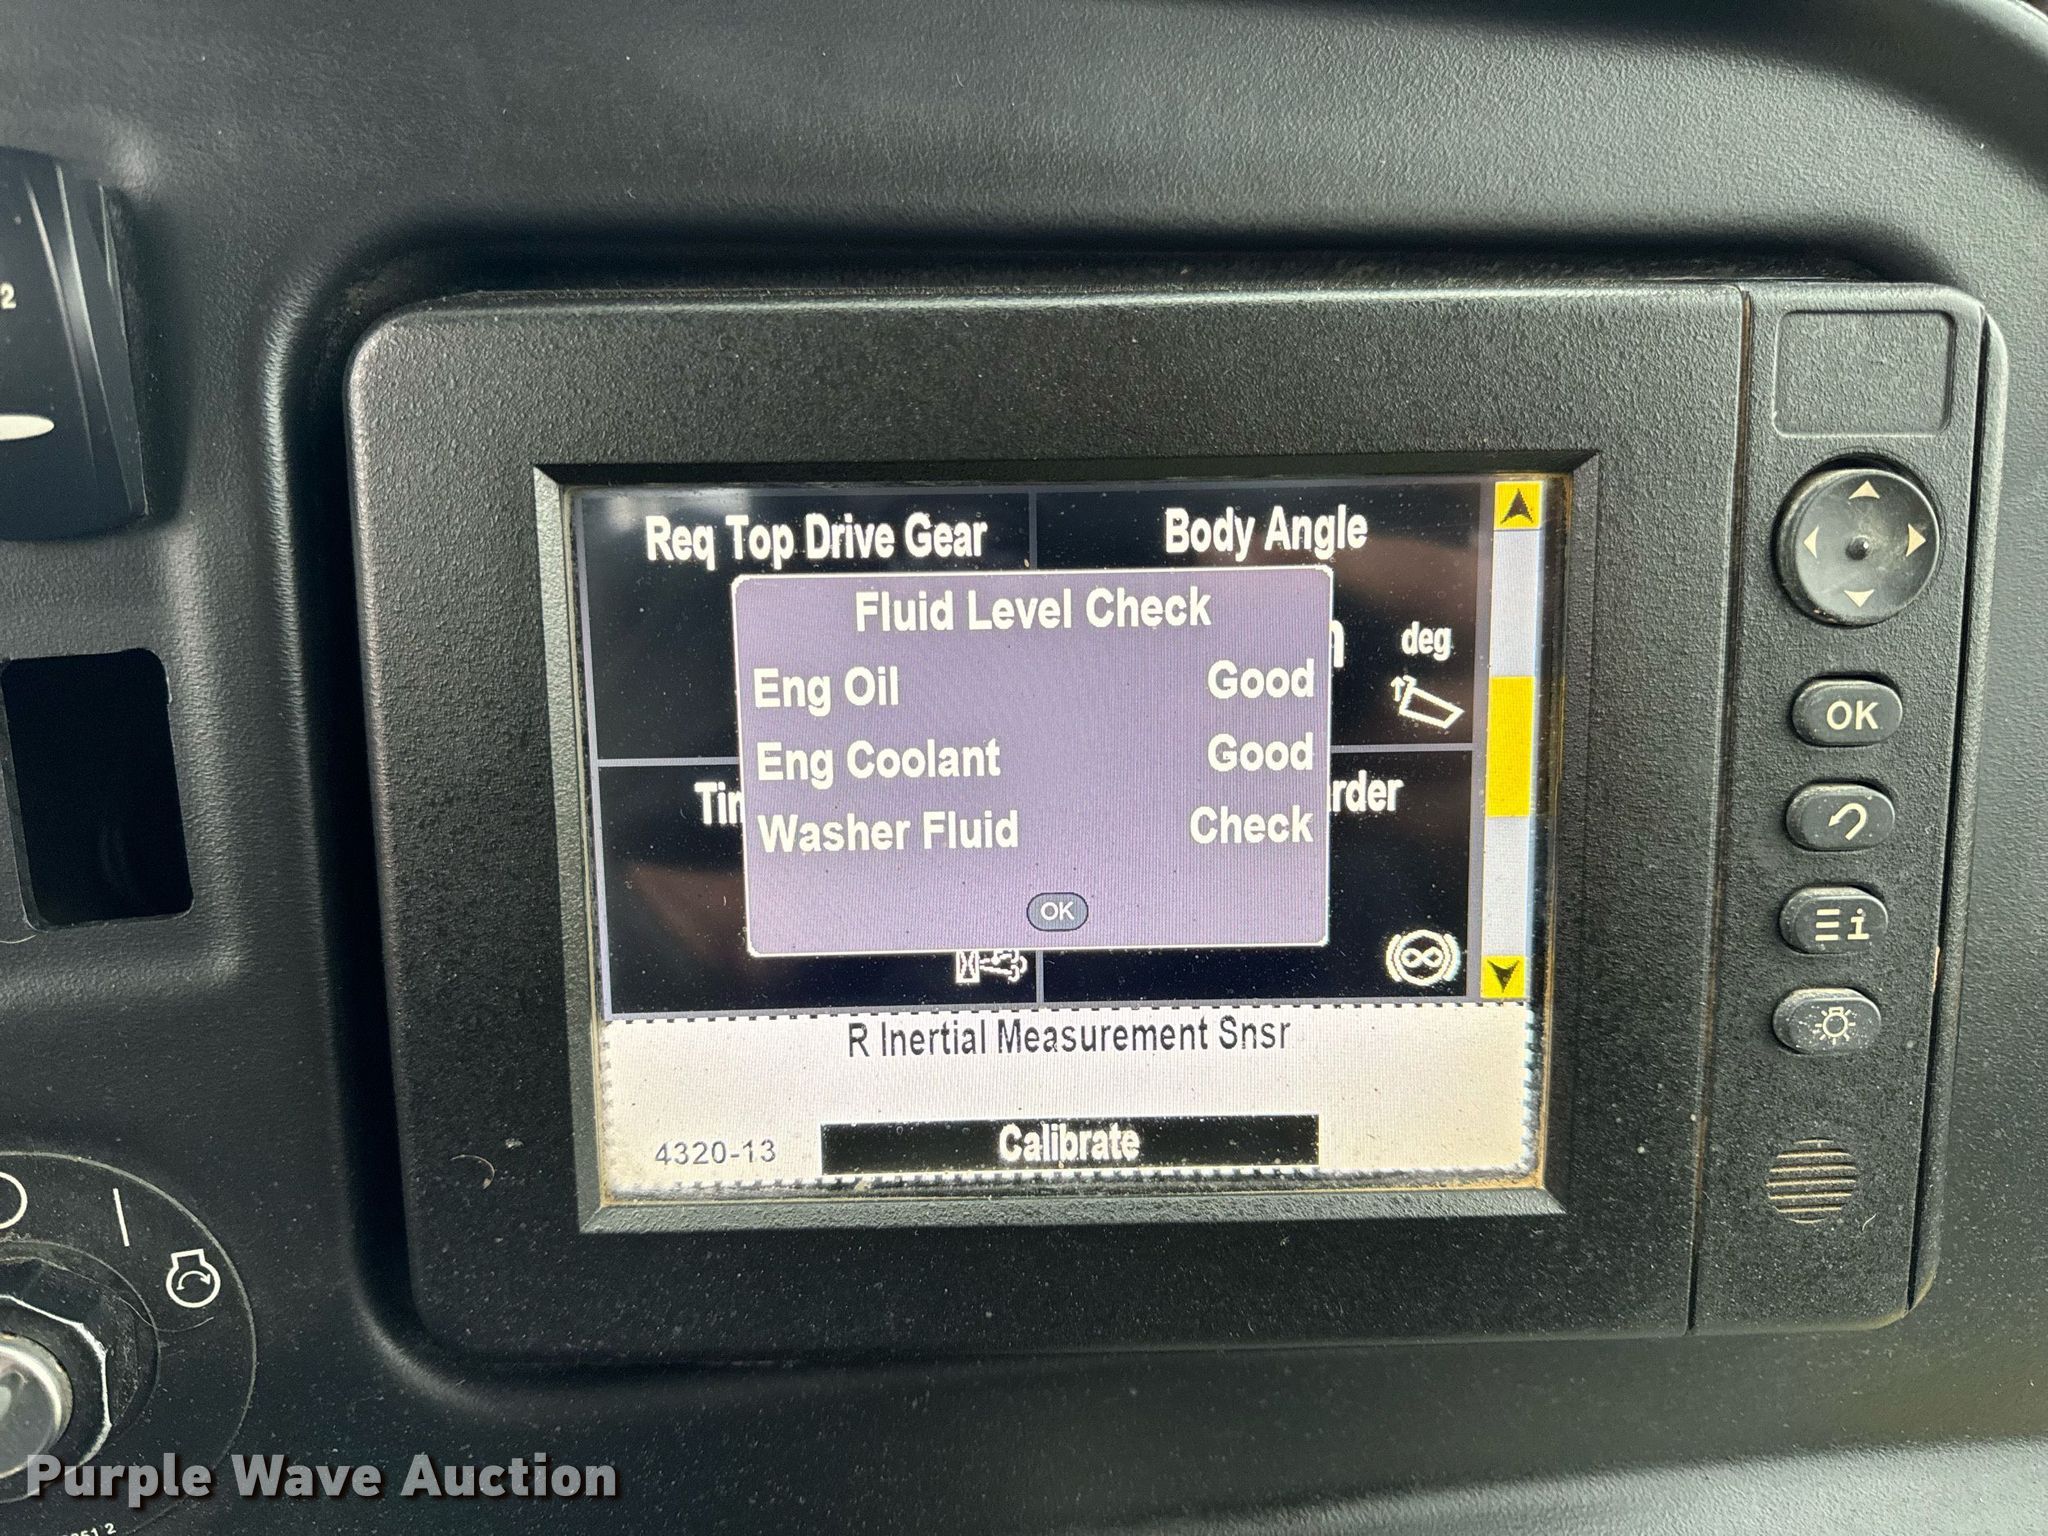 2
Req Top Drive Gear
Body Angle
Fluid Level Check
deg
Eng Oil Good
Eng Coolant Good
Washer Fluid Check
OK
R Inertial Measurement Snsr
4320-13
Calibrate
OK
i
Purple Wave Auction